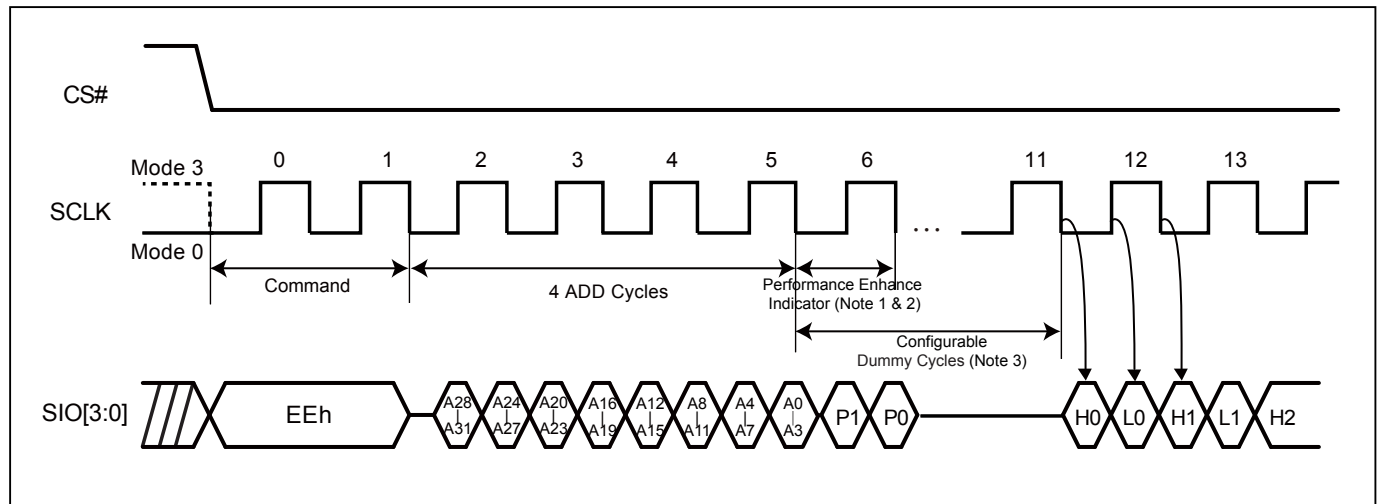 CS#
Mode 3
0 1 2 3 4 5 6 11 12 13
SCLK
...
Mode 0
Command
4 ADD Cycles
Performance Enhance
Indicator (Note 1 & 2)
Configurable
Dummy Cycles (Note 3)
SIO[3:0]
EEh
A28 | A31
A24 | A27
A20 | A23
A16 | A19
A12 | A15
A8 | A11
A4 | A7
A0 | A3
P1
P0
H0
L0
H1
L1
H2